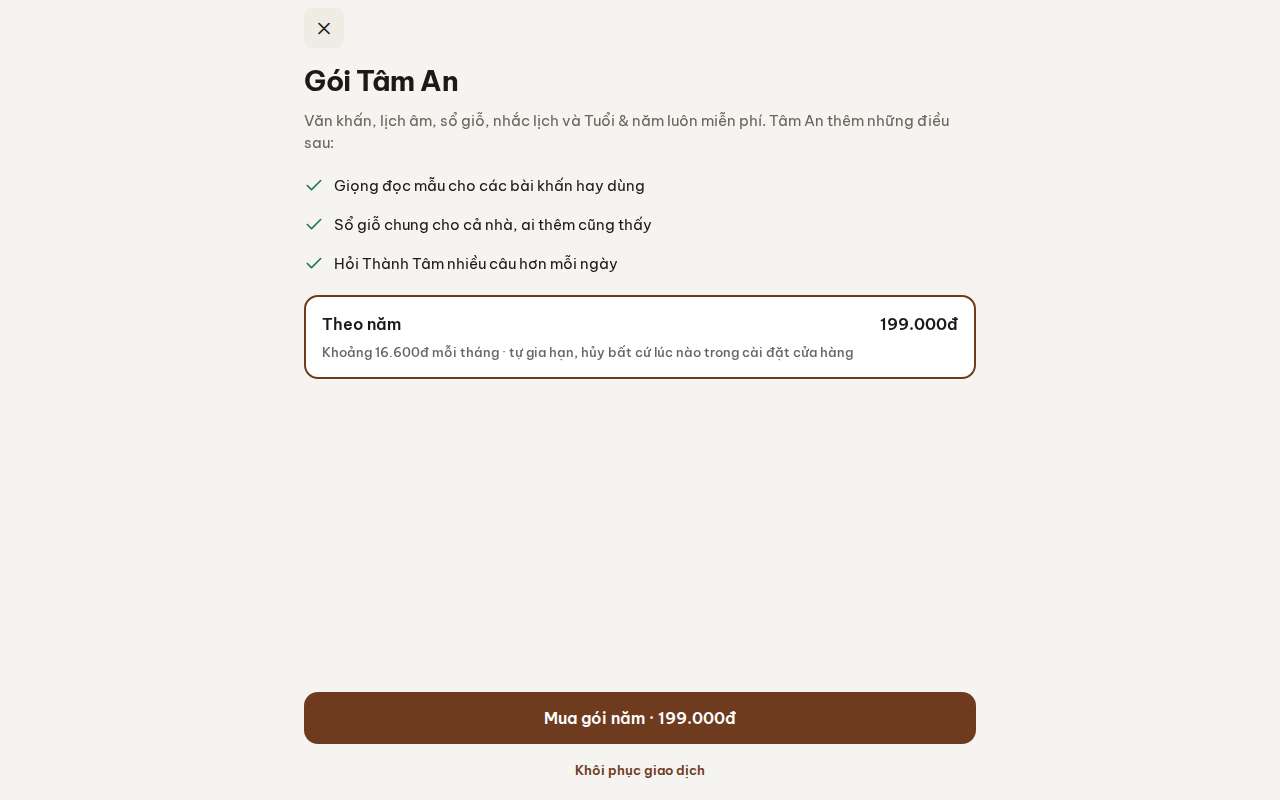 Gói Tâm An
Văn khấn, lịch âm, sổ giỗ, nhắc lịch và Tuổi & năm luôn miễn phí. Tâm An thêm những điều
sau:
Giọng đọc mẫu cho các bài khấn hay dùng
Sổ giỗ chung cho cả nhà, ai thêm cũng thấy
Hỏi Thành Tâm nhiều câu hơn mỗi ngày
Theo năm 199.000đ
Khoảng 16.600đ mỗi tháng · tự gia hạn, hủy bất cứ lúc nào trong cài đặt cửa hàng
Mua gói năm · 199.000đ
Khôi phục giao dịch